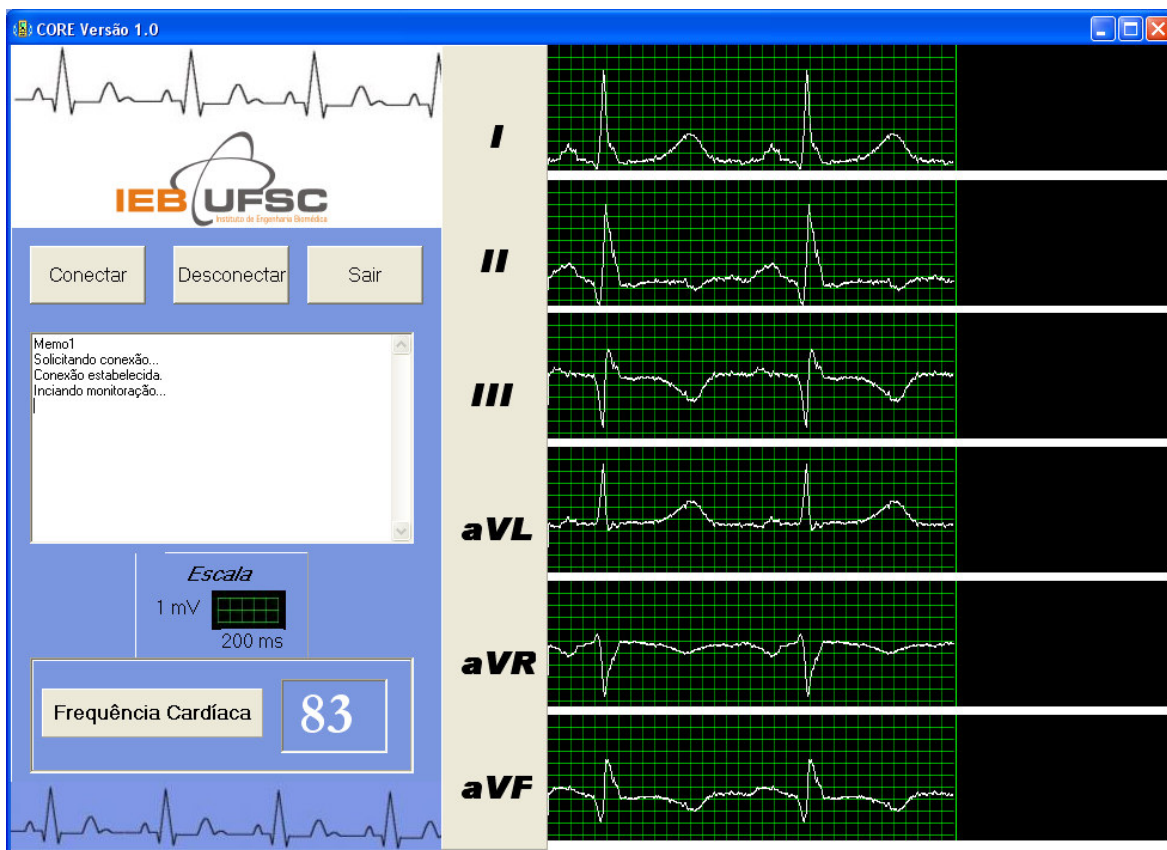 CORE Versão 1.0
IEB UFSC
Instituto de Engenharia Biomédica
Conectar
Desconectar
Sair
Memo1
Solicitando conexão...
Conexão estabelecida.
Inciando monitoração...
Escala
1 mV
200 ms
Frequência Cardíaca
83
I
II
III
aVL
aVR
aVF